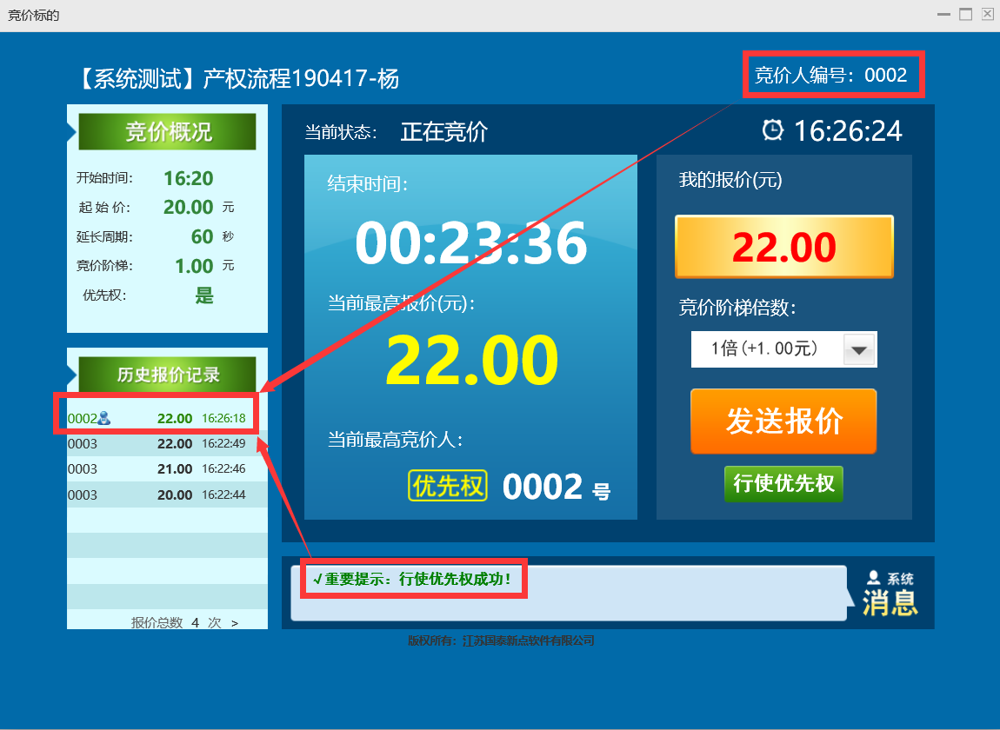 竞价标的
【系统测试】产权流程190417-杨
竞价人编号：0002
竞价概况
开始时间： 16:20
起 始 价： 20.00 元
延长周期： 60 秒
竞价阶梯： 1.00 元
优先权： 是
历史报价记录
0002 22.00 16:26:18
0003 22.00 16:22:49
0003 21.00 16:22:46
0003 20.00 16:22:44
报价总数 4 次 >
当前状态： 正在竞价
16:26:24
结束时间：
00:23:36
当前最高报价(元)：
22.00
当前最高竞价人：
优先权 0002 号
我的报价(元)
22.00
竞价阶梯倍数：
1倍(+1.00元)
发送报价
行使优先权
√重要提示：行使优先权成功！
系统
消息
版权所有：江苏国泰新点软件有限公司